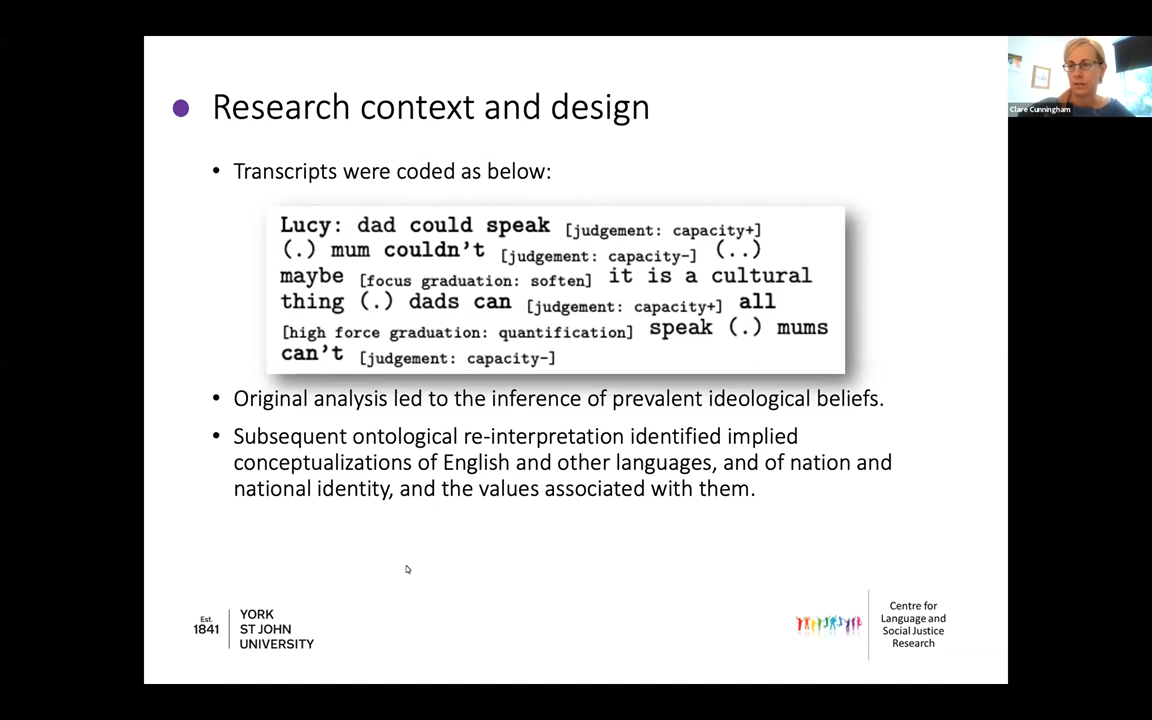 Research context and design
Clare Cunningham
• Transcripts were coded as below:
Lucy: dad could speak [judgement: capacity+]
(.) mum couldn't [judgement: capacity-] (..)
maybe [focus graduation: soften] it is a cultural
thing (.) dads can [judgement: capacity+] all
[high force graduation: quantification] speak (.) mums
can't [judgement: capacity-]
• Original analysis led to the inference of prevalent ideological beliefs.
• Subsequent ontological re-interpretation identified implied
conceptualizations of English and other languages, and of nation and
national identity, and the values associated with them.
Est.
1841
YORK
ST JOHN
UNIVERSITY
Centre for
Language and
Social Justice
Research